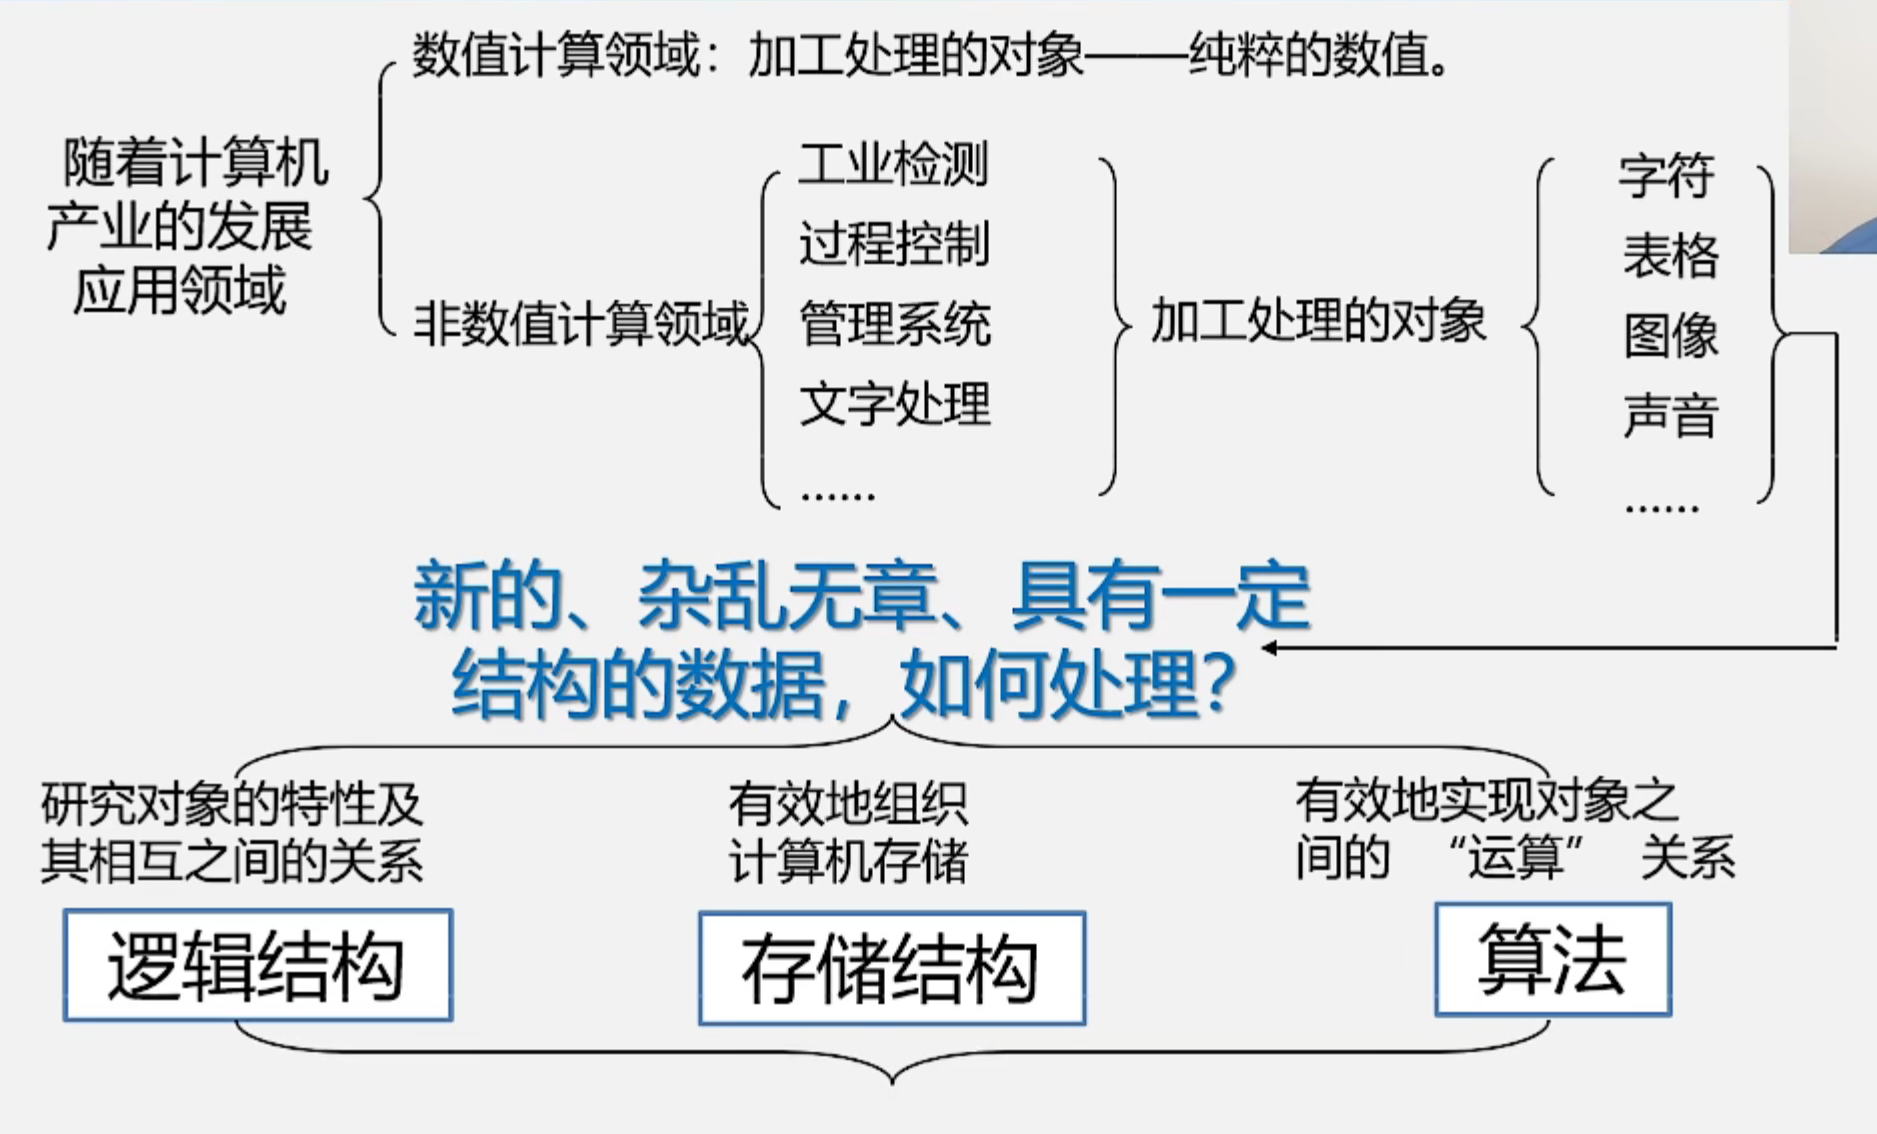 数值计算领域：加工处理的对象——纯粹的数值。
随着计算机
产业的发展
应用领域
非数值计算领域
工业检测
过程控制
管理系统
文字处理
······
加工处理的对象
字符
表格
图像
声音
······
新的、杂乱无章、具有一定
结构的数据，如何处理？
研究对象的特性及
其相互之间的关系
逻辑结构
有效地组织
计算机存储
存储结构
有效地实现对象之
间的 “运算” 关系
算法